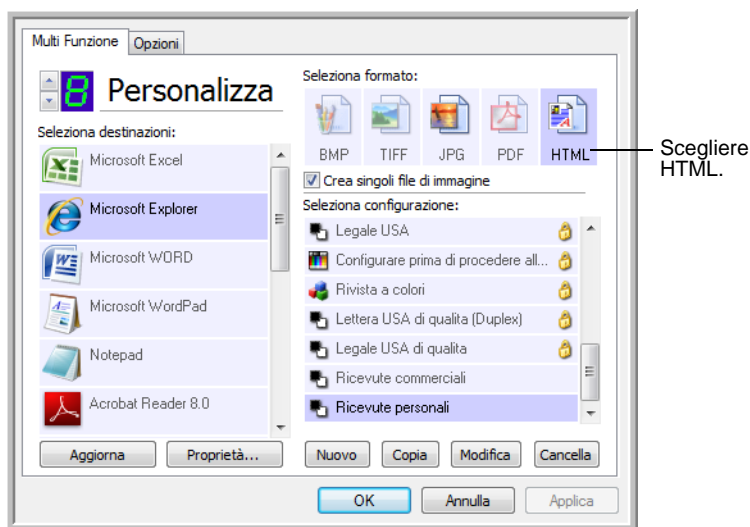 Multi Funzione
Opzioni
8
Personalizza
Seleziona destinazioni:
Microsoft Excel
Microsoft Explorer
Microsoft WORD
Microsoft WordPad
Notepad
Acrobat Reader 8.0
Aggiorna
Proprietà...
Seleziona formato:
BMP
TIFF
JPG
PDF
HTML
Crea singoli file di immagine
Seleziona configurazione:
Legale USA
Configurare prima di procedere all...
Rivista a colori
Lettera USA di qualita (Duplex)
Legale USA di qualita
Ricevute commerciali
Ricevute personali
Nuovo
Copia
Modifica
Cancella
OK
Annulla
Applica
Scegliere
HTML.